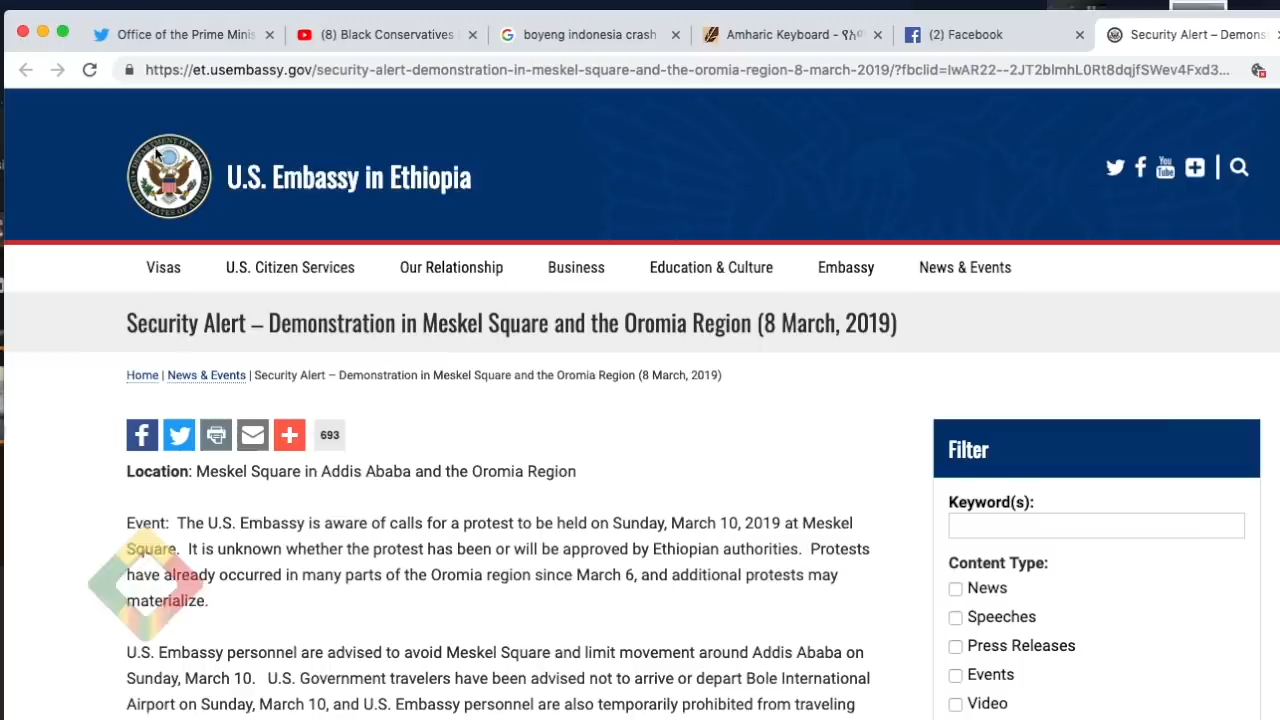 Office of the Prime Minis
(8) Black Conservatives
boyeng indonesia crash
Amharic Keyboard -
(2) Facebook
Security Alert – Demons
https://et.usembassy.gov/security-alert-demonstration-in-meskel-square-and-the-oromia-region-8-march-2019/?fbclid=IwAR22--2JT2blmhL0Rt8dqjfSWev4Fxd3...
U.S. Embassy in Ethiopia
You
Tube
Visas
U.S. Citizen Services
Our Relationship
Business
Education & Culture
Embassy
News & Events
Security Alert – Demonstration in Meskel Square and the Oromia Region (8 March, 2019)
Home | News & Events | Security Alert – Demonstration in Meskel Square and the Oromia Region (8 March, 2019)
693
Location: Meskel Square in Addis Ababa and the Oromia Region
Event: The U.S. Embassy is aware of calls for a protest to be held on Sunday, March 10, 2019 at Meskel
Square. It is unknown whether the protest has been or will be approved by Ethiopian authorities. Protests
have already occurred in many parts of the Oromia region since March 6, and additional protests may
materialize.
U.S. Embassy personnel are advised to avoid Meskel Square and limit movement around Addis Ababa on
Sunday, March 10. U.S. Government travelers have been advised not to arrive or depart Bole International
Airport on Sunday, March 10, and U.S. Embassy personnel are also temporarily prohibited from traveling
Filter
Keyword(s):
Content Type:
News
Speeches
Press Releases
Events
Video